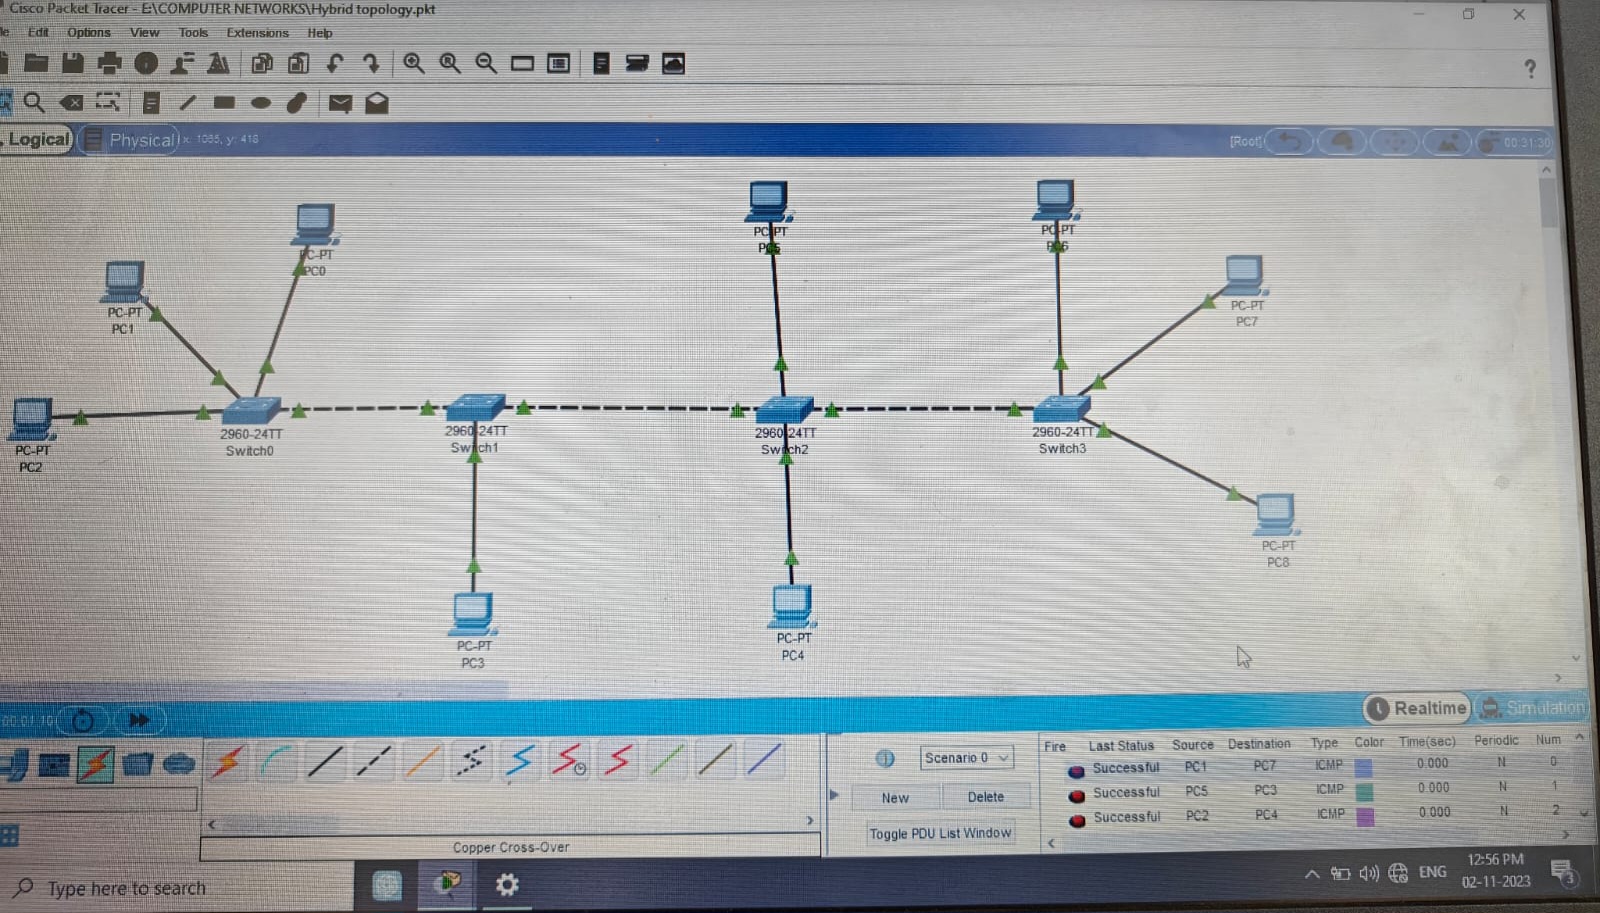 Cisco Packet Tracer - E:\COMPUTER NETWORKS\Hybrid topology.pkt
Edit Options View Tools Extensions Help
?
Logical Physical x: 1085, y: 418 [Root] 00:31:30
PC-PT
PC0
PC-PT
PC1
PC-PT
PC2
PC-PT
PC5
PC-PT
PC6
PC-PT
PC7
2960-24TT
Switch0
2960-24TT
Switch1
2960-24TT
Switch2
2960-24TT
Switch3
PC-PT
PC8
PC-PT
PC3
PC-PT
PC4
Realtime Simulation
Scenario 0
New Delete
Toggle PDU List Window
Fire Last Status Source Destination Type Color Time(sec) Periodic Num
Successful PC1 PC7 ICMP 0.000 N 0
Successful PC5 PC3 ICMP 0.000 N 1
Successful PC2 PC4 ICMP 0.000 N 2
Copper Cross-Over
Type here to search
ENG
12:56 PM
02-11-2023
3